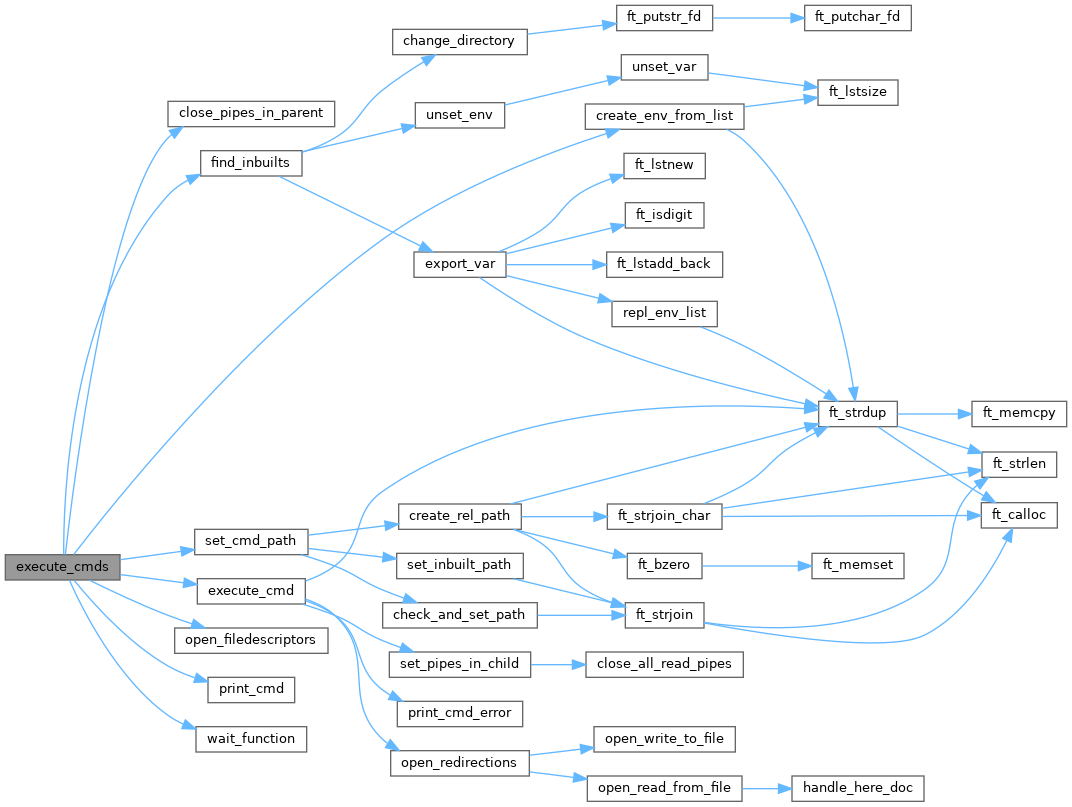 execute_cmds
close_pipes_in_parent
find_inbuilts
change_directory
ft_putstr_fd
ft_putchar_fd
unset_env
unset_var
ft_lstsize
create_env_from_list
export_var
ft_lstnew
ft_isdigit
ft_lstadd_back
repl_env_list
ft_strdup
ft_memcpy
ft_strlen
ft_calloc
set_cmd_path
create_rel_path
ft_strjoin_char
set_inbuilt_path
ft_bzero
ft_memset
check_and_set_path
ft_strjoin
execute_cmd
open_filedescriptors
set_pipes_in_child
close_all_read_pipes
print_cmd
print_cmd_error
wait_function
open_redirections
open_write_to_file
open_read_from_file
handle_here_doc